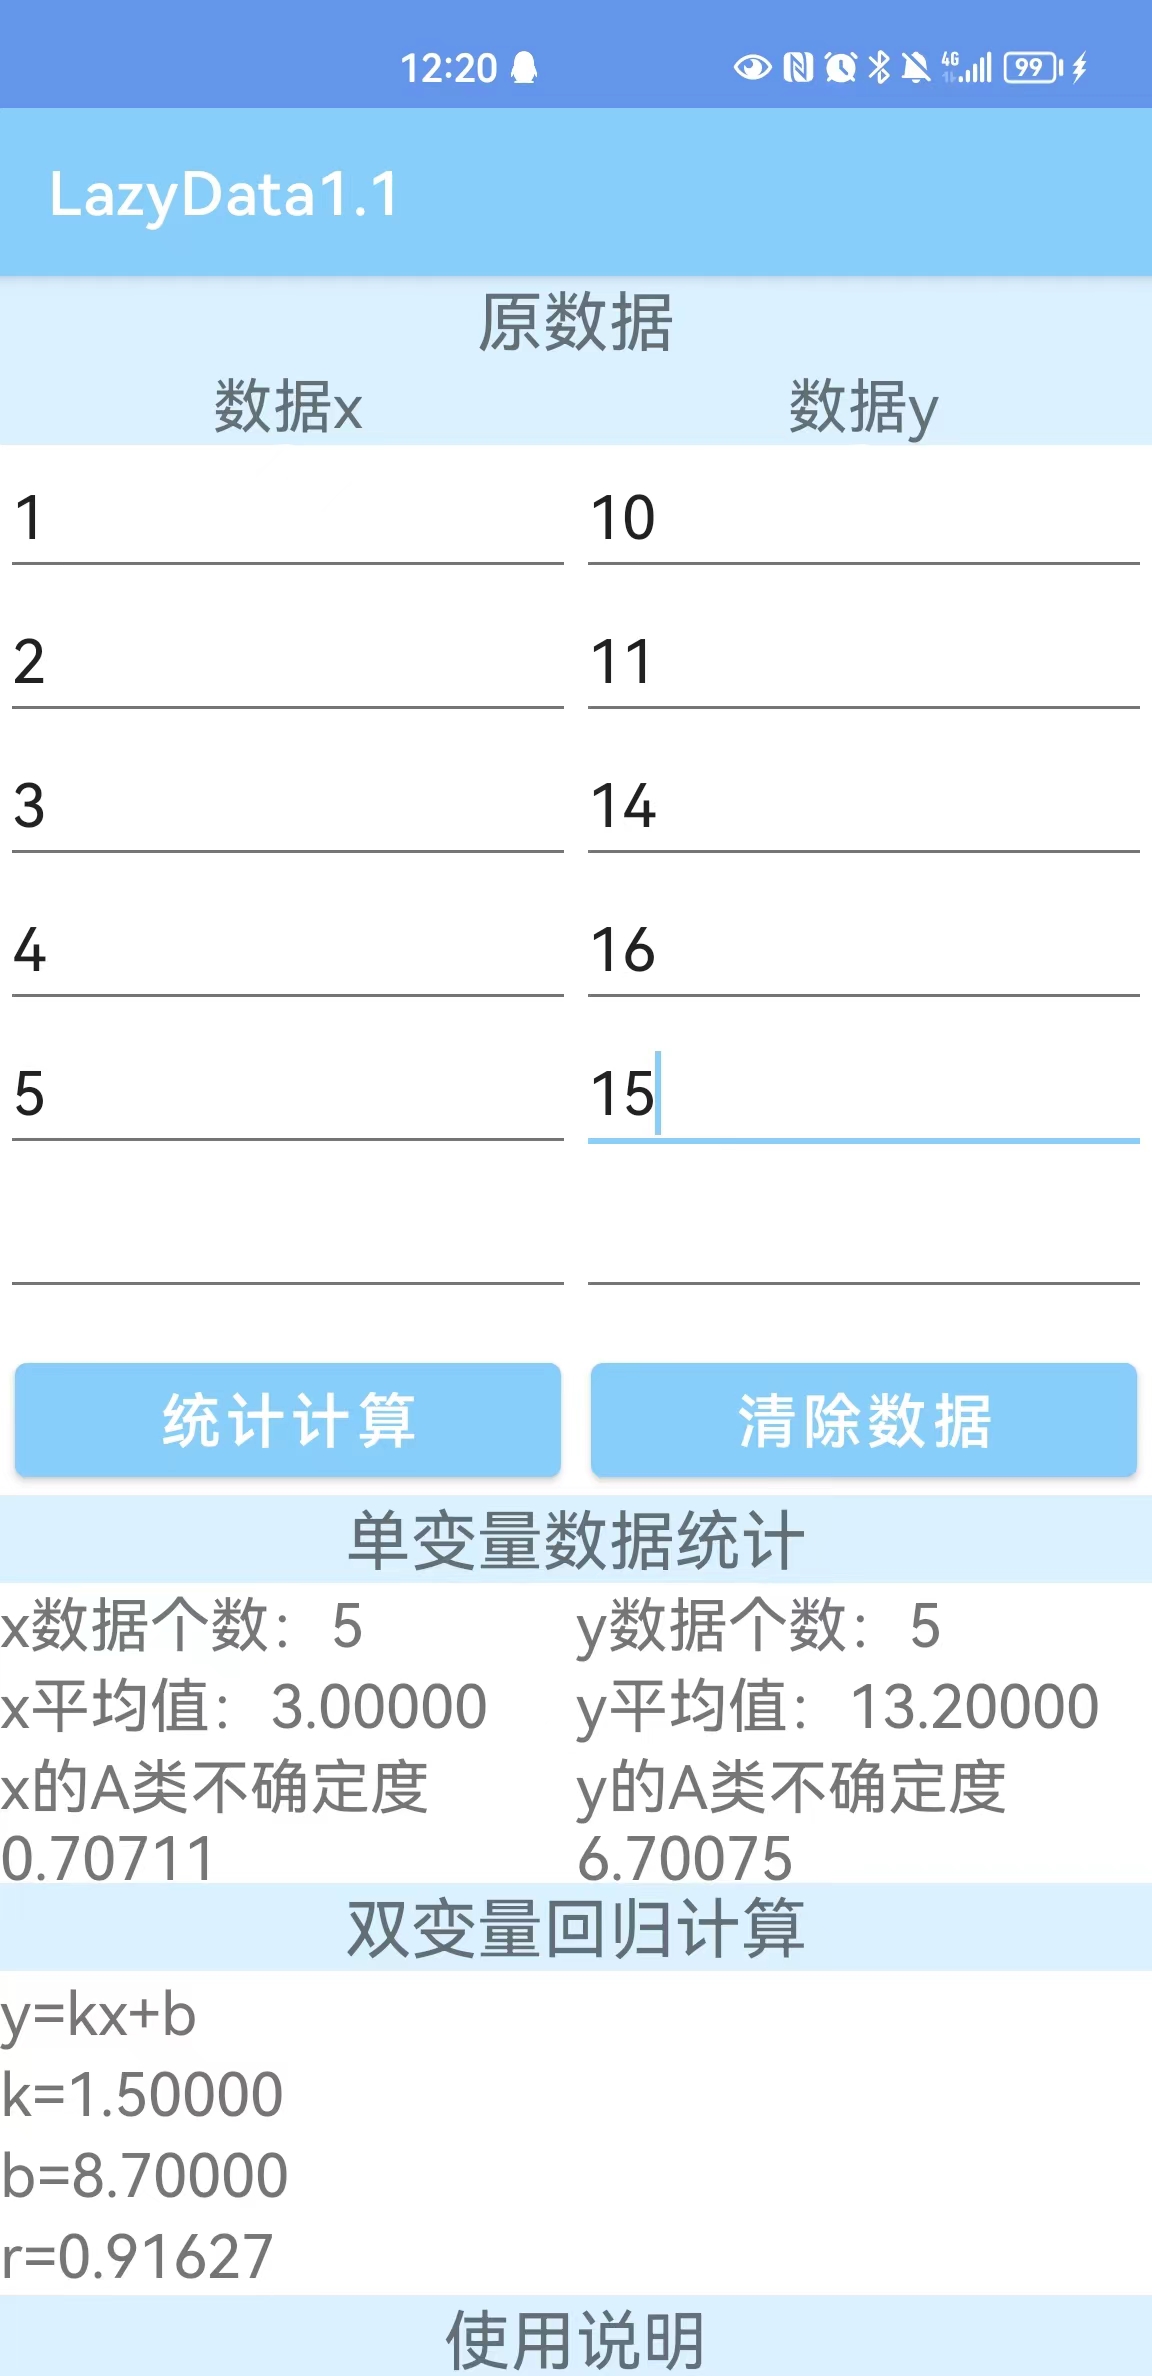 12:20
4G
99
LazyData1.1
原数据
数据x 数据y
1 10
2 11
3 14
4 16
5 15
统计计算 清除数据
单变量数据统计
x数据个数：5 y数据个数：5
x平均值：3.00000 y平均值：13.20000
x的A类不确定度 y的A类不确定度
0.70711 6.70075
双变量回归计算
y=kx+b
k=1.50000
b=8.70000
r=0.91627
使用说明